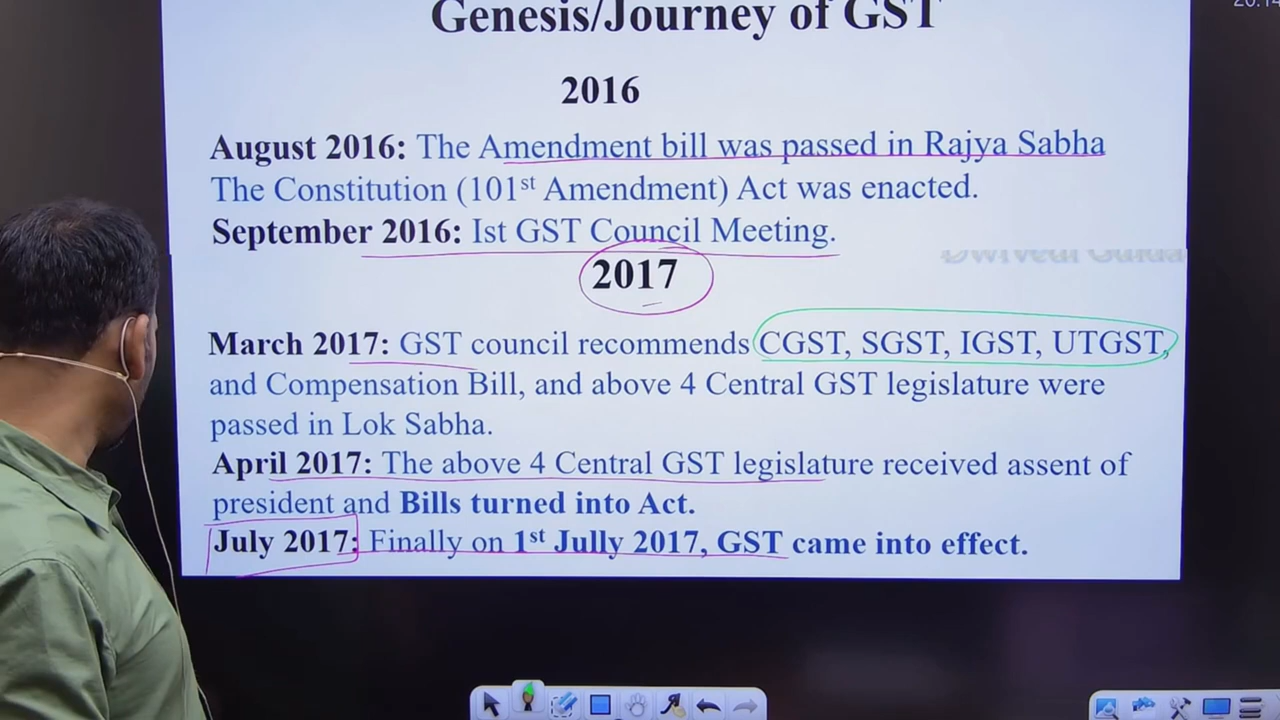 Genesis/Journey of GST
2016
August 2016: The Amendment bill was passed in Rajya Sabha
The Constitution (101st Amendment) Act was enacted.
September 2016: Ist GST Council Meeting.
2017
March 2017: GST council recommends CGST, SGST, IGST, UTGST,
and Compensation Bill, and above 4 Central GST legislature were
passed in Lok Sabha.
April 2017: The above 4 Central GST legislature received assent of
president and Bills turned into Act.
July 2017: Finally on 1st Jully 2017, GST came into effect.